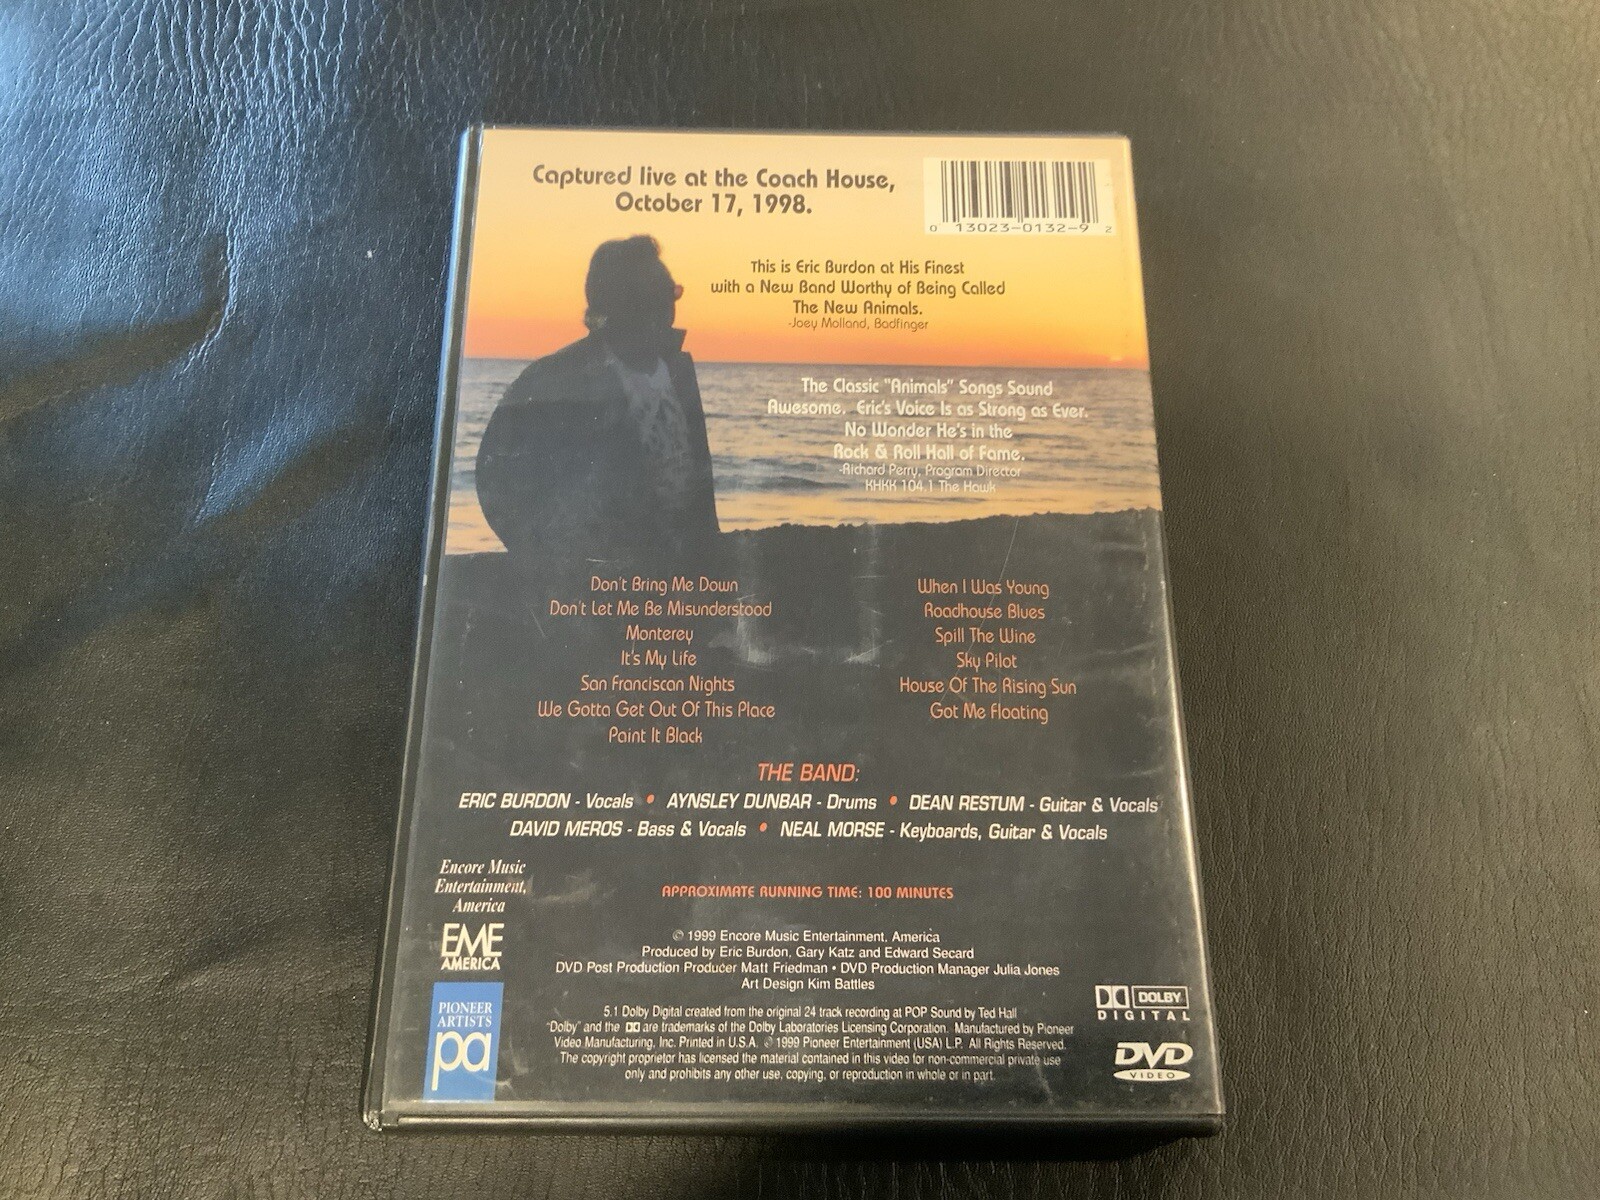 Captured live at the Coach House,
October 17, 1998.
0 13023-0132-9 2
This is Eric Burdon at His Finest
with a New Band Worthy of Being Called
The New Animals.
-Joey Molland, Badfinger
The Classic "Animals" Songs Sound
Awesome. Eric's Voice Is as Strong as Ever.
No Wonder He's in the
Rock & Roll Hall of Fame.
-Richard Perry, Program Director
KHKK 104.1 The Hawk
Don't Bring Me Down
Don't Let Me Be Misunderstood
Monterey
It's My Life
San Franciscan Nights
We Gotta Get Out Of This Place
Paint It Black
When I Was Young
Roadhouse Blues
Spill The Wine
Sky Pilot
House Of The Rising Sun
Got Me Floating
THE BAND:
ERIC BURDON - Vocals • AYNSLEY DUNBAR - Drums • DEAN RESTUM - Guitar & Vocals
DAVID MEROS - Bass & Vocals • NEAL MORSE - Keyboards, Guitar & Vocals
Encore Music
Entertainment,
America
EME
AMERICA
APPROXIMATE RUNNING TIME: 100 MINUTES
© 1999 Encore Music Entertainment, America
Produced by Eric Burdon, Gary Katz and Edward Secard
DVD Post Production Producer Matt Friedman • DVD Production Manager Julia Jones
Art Design Kim Battles
PIONEER
ARTISTS
pa
5.1 Dolby Digital created from the original 24 track recording at POP Sound by Ted Hall
"Dolby" and the DD are trademarks of the Dolby Laboratories Licensing Corporation. Manufactured by Pioneer
Video Manufacturing, Inc. Printed in U.S.A. © 1999 Pioneer Entertainment (USA) L.P. All Rights Reserved.
The copyright proprietor has licensed the material contained in this video for non-commercial private use
only and prohibits any other use, copying, or reproduction in whole or in part.
DOLBY
DIGITAL
DVD
VIDEO